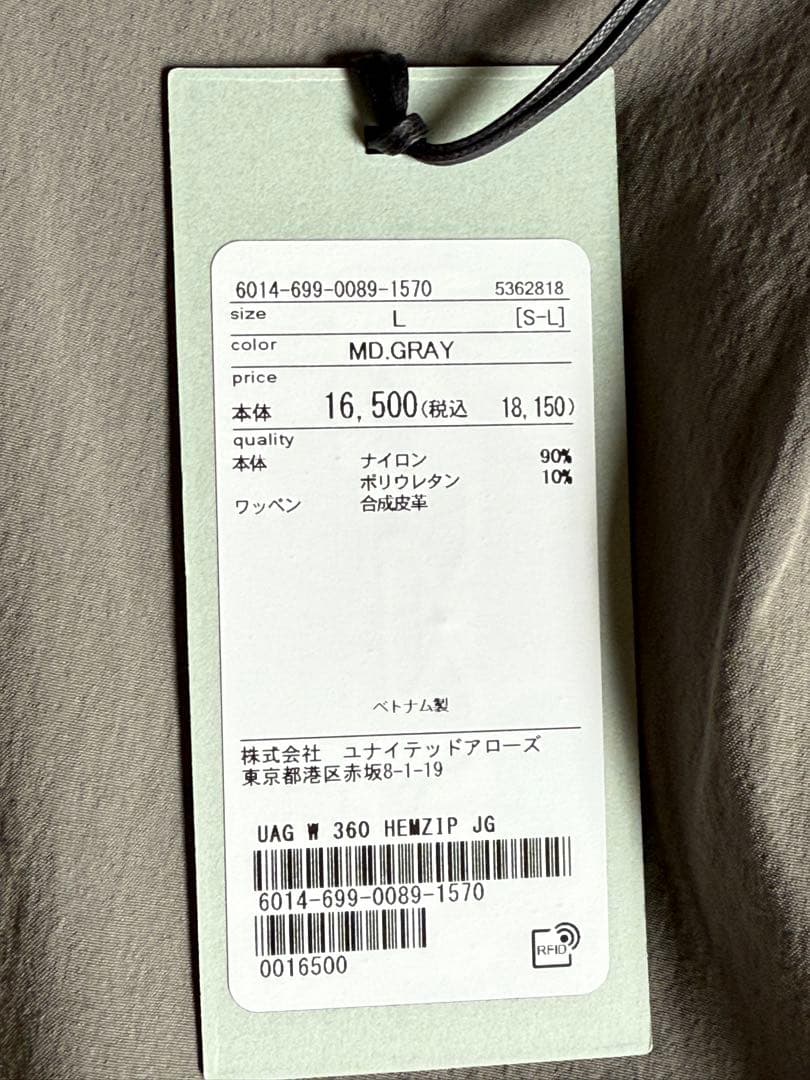 6014-699-0089-1570 5362818
size L [S-L]
color MD.GRAY
price
本体 16,500(税込 18,150)
quality
本体 ナイロン 90%
ポリウレタン 10%
ワッペン 合成皮革
ベトナム製
株式会社 ユナイテッドアローズ
東京都港区赤坂8-1-19
UAG W 360 HEMZIP JG
6014-699-0089-1570
0016500
RFID